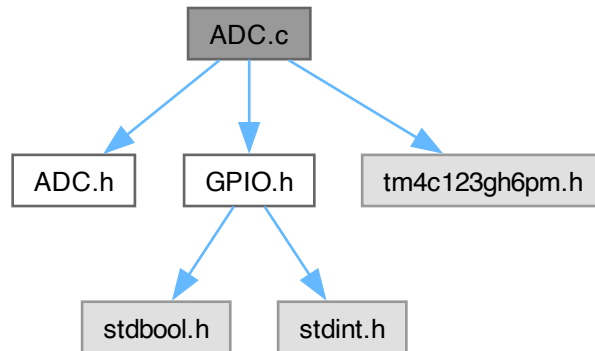 ADC.c
ADC.h
GPIO.h
tm4c123gh6pm.h
stdbool.h
stdint.h